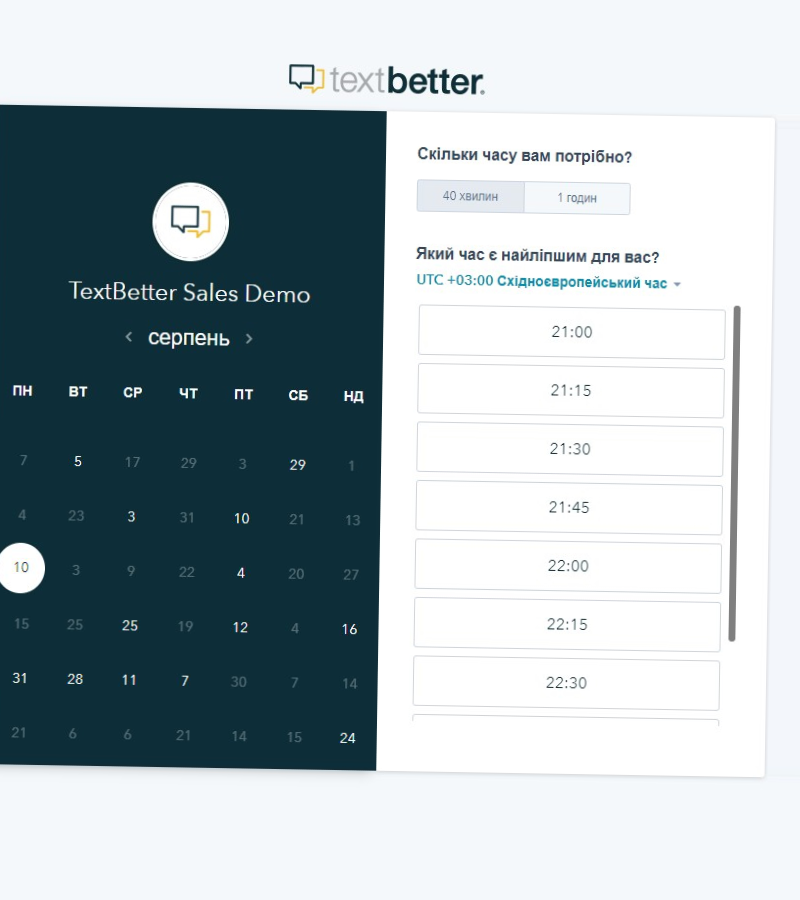 textbetter.
TextBetter Sales Demo
серпень
ПН ВТ СР ЧТ ПТ СБ НД
7 5 17 29 3 29 1
4 23 3 31 10 21 13
10 3 9 22 4 20 27
15 25 25 19 12 4 16
31 28 11 7 30 7 14
21 6 6 21 14 15 24
Скільки часу вам потрібно?
40 хвилин 1 годин
Який час є найліпшим для вас?
UTC +03:00 Східноєвропейський час
21:00
21:15
21:30
21:45
22:00
22:15
22:30